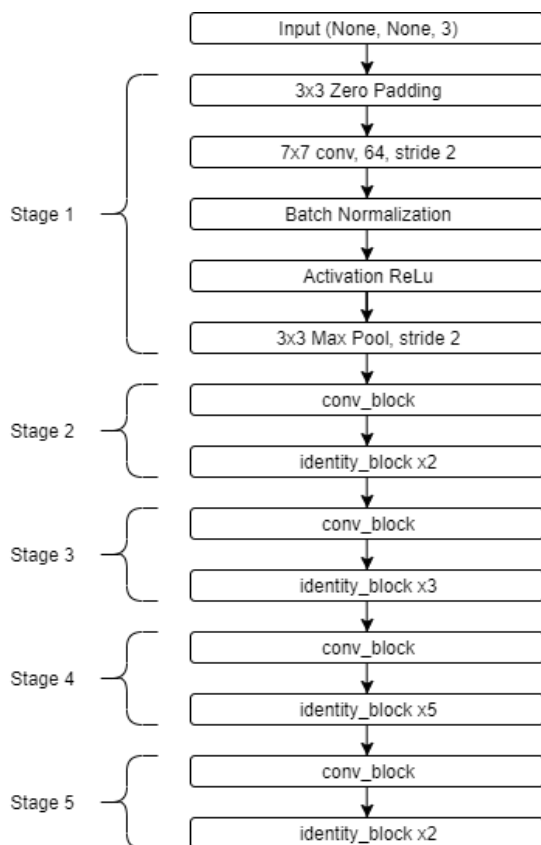 Input (None, None, 3)
Stage 1
3x3 Zero Padding
7x7 conv, 64, stride 2
Batch Normalization
Activation ReLu
3x3 Max Pool, stride 2
Stage 2
conv_block
identity_block x2
Stage 3
conv_block
identity_block x3
Stage 4
conv_block
identity_block x5
Stage 5
conv_block
identity_block x2